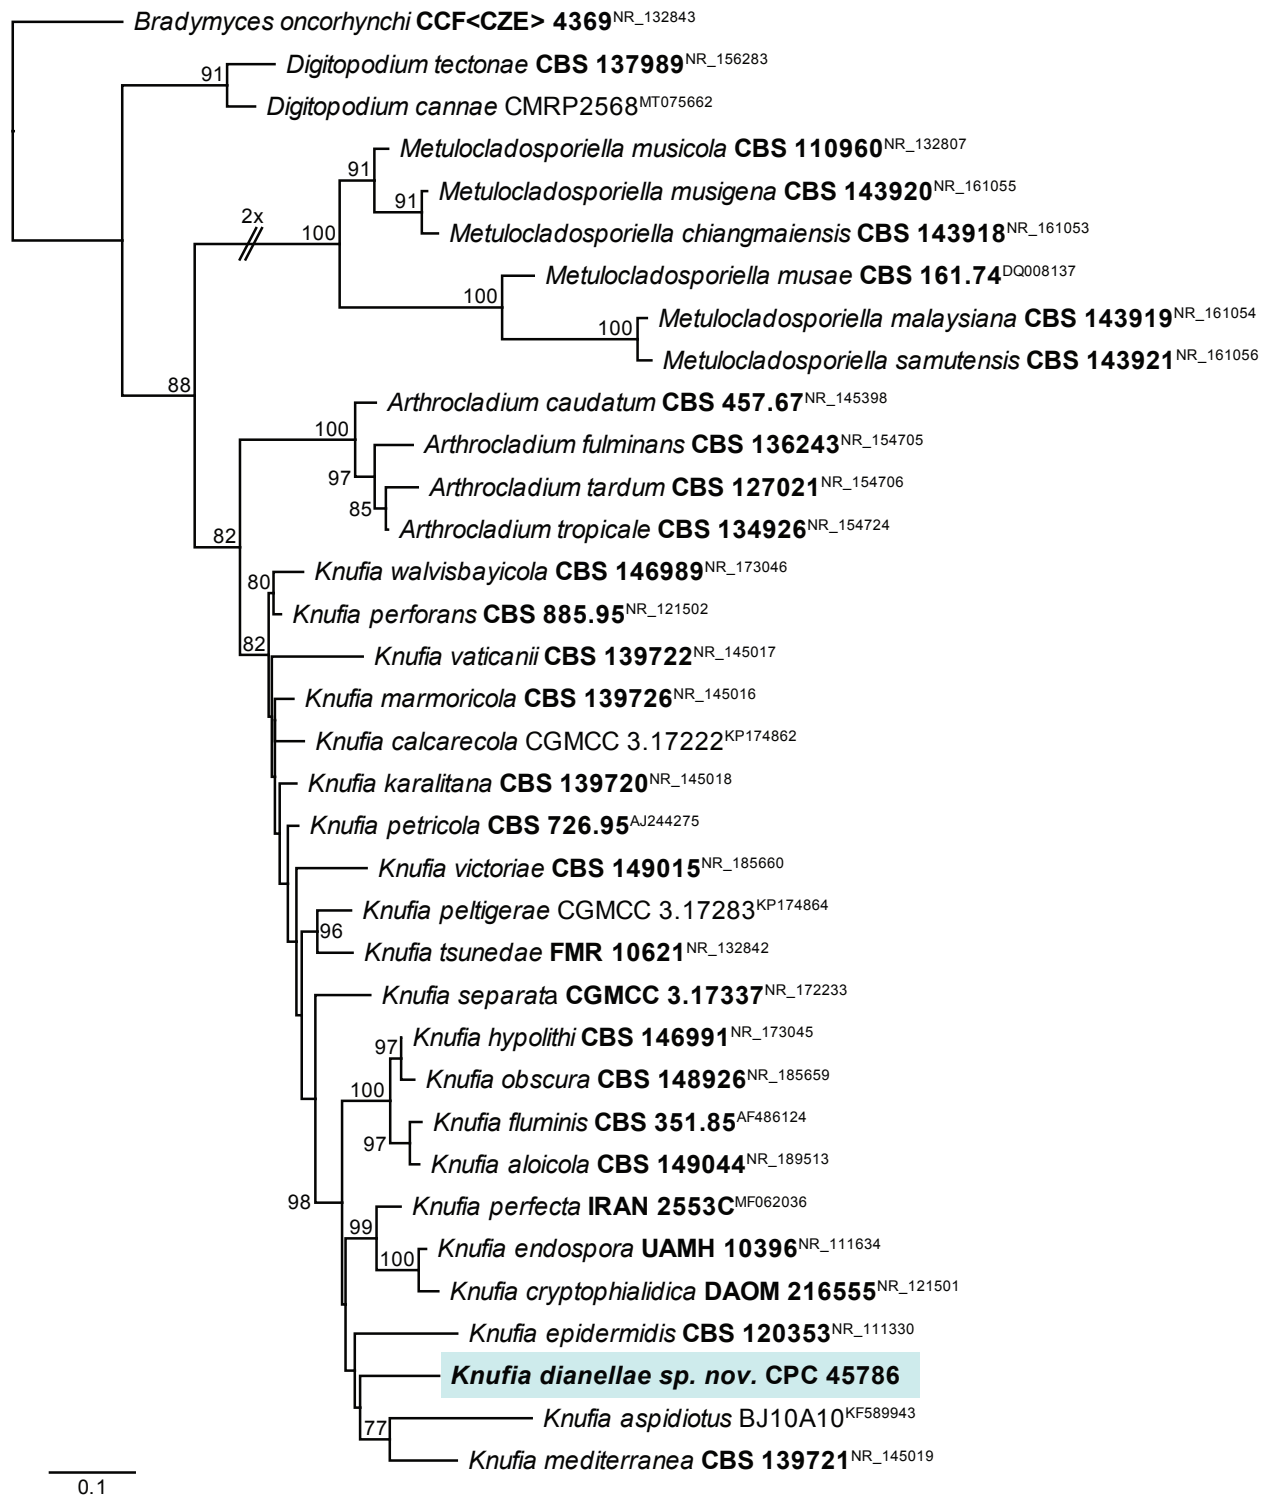 Bradymyces oncorhynchi CCF<CZE> 4369NR_132843
91
Digitopodium tectonae CBS 137989NR_156283
Digitopodium cannae CMRP2568MT075662
Metulocladosporiella musicola CBS 110960NR_132807
91
Metulocladosporiella musigena CBS 143920NR_161055
91
2x
100
Metulocladosporiella chiangmaiensis CBS 143918NR_161053
Metulocladosporiella musae CBS 161.74DQ008137
100
Metulocladosporiella malaysiana CBS 143919NR_161054
100
Metulocladosporiella samutensis CBS 143921NR_161056
88
Arthrocladium caudatum CBS 457.67NR_145398
100
Arthrocladium fulminans CBS 136243NR_154705
97
Arthrocladium tardum CBS 127021NR_154706
85
Arthrocladium tropicale CBS 134926NR_154724
82
Knufia walvisbayicola CBS 146989NR_173046
80
Knufia perforans CBS 885.95NR_121502
82
Knufia vaticanii CBS 139722NR_145017
Knufia marmoricola CBS 139726NR_145016
Knufia calcarecola CGMCC 3.17222KP174862
Knufia karalitana CBS 139720NR_145018
Knufia petricola CBS 726.95AJ244275
Knufia victoriae CBS 149015NR_185660
Knufia peltigerae CGMCC 3.17283KP174864
96
Knufia tsunedae FMR 10621NR_132842
Knufia separata CGMCC 3.17337NR_172233
Knufia hypolithi CBS 146991NR_173045
97
Knufia obscura CBS 148926NR_185659
100
Knufia fluminis CBS 351.85AF486124
97
Knufia aloicola CBS 149044NR_189513
98
Knufia perfecta IRAN 2553CMF062036
99
Knufia endospora UAMH 10396NR_111634
100
Knufia cryptophialidica DAOM 216555NR_121501
Knufia epidermidis CBS 120353NR_111330
Knufia dianellae sp. nov. CPC 45786
Knufia aspidiotus BJ10A10KF589943
77
Knufia mediterranea CBS 139721NR_145019
0.1